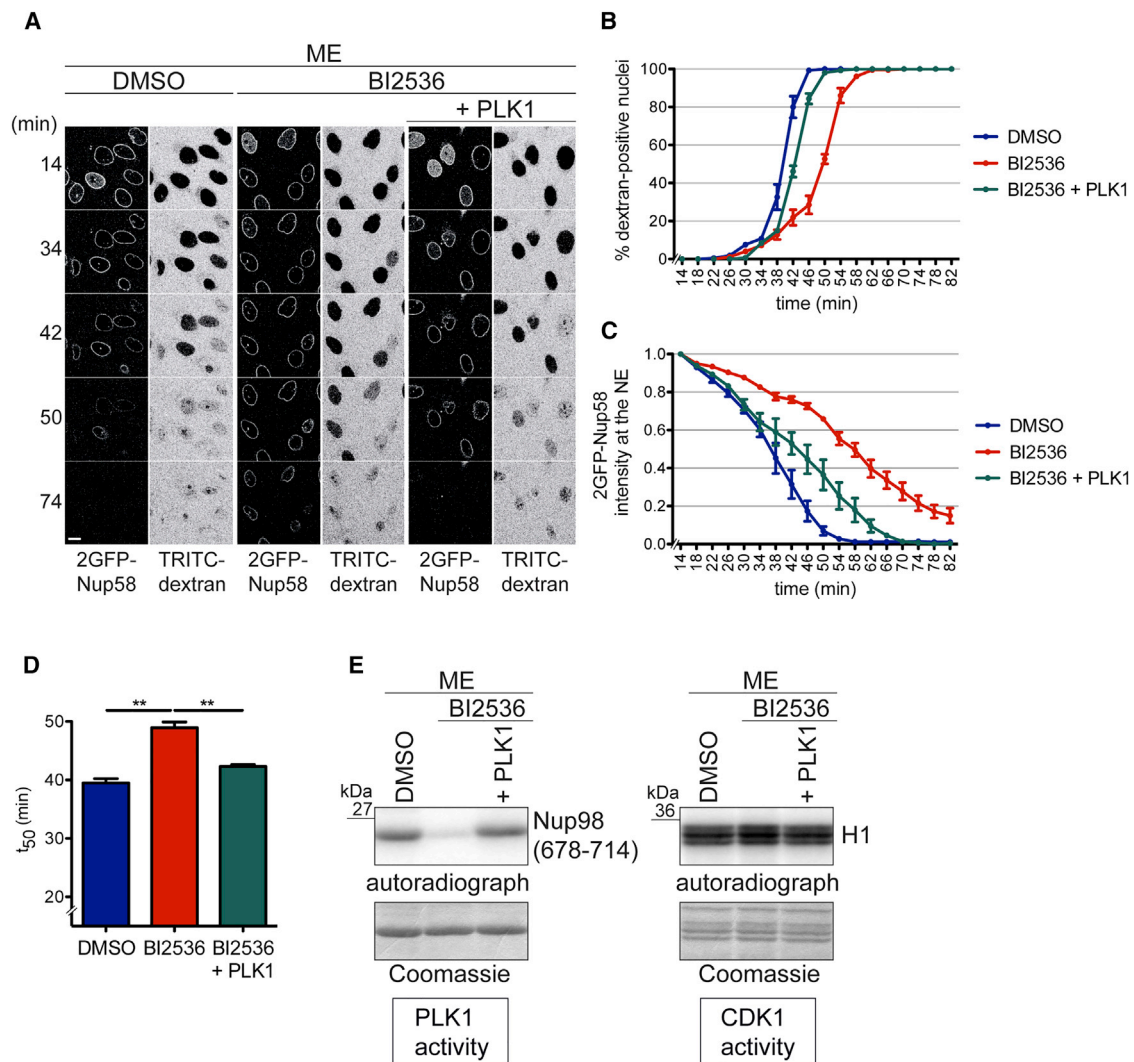 A
ME
DMSO BI2536
+ PLK1
(min)
14
34
42
50
74
2GFP-Nup58 TRITC-dextran 2GFP-Nup58 TRITC-dextran 2GFP-Nup58 TRITC-dextran
B
% dextran-positive nuclei
100
80
60
40
20
0
14 18 22 26 30 34 38 42 46 50 54 58 62 66 70 74 78 82
time (min)
DMSO
BI2536
BI2536 + PLK1
C
2GFP-Nup58
intensity at the NE
1.0
0.8
0.6
0.4
0.2
0.0
14 18 22 26 30 34 38 42 46 50 54 58 62 66 70 74 78 82
time (min)
DMSO
BI2536
BI2536 + PLK1
D
t50 (min)
50
40
30
20
** **
DMSO BI2536 BI2536
+ PLK1
E
ME
BI2536
DMSO
+ PLK1
kDa
27
Nup98
(678-714)
autoradiograph
Coomassie
PLK1
activity
ME
BI2536
DMSO
+ PLK1
kDa
36
H1
autoradiograph
Coomassie
CDK1
activity